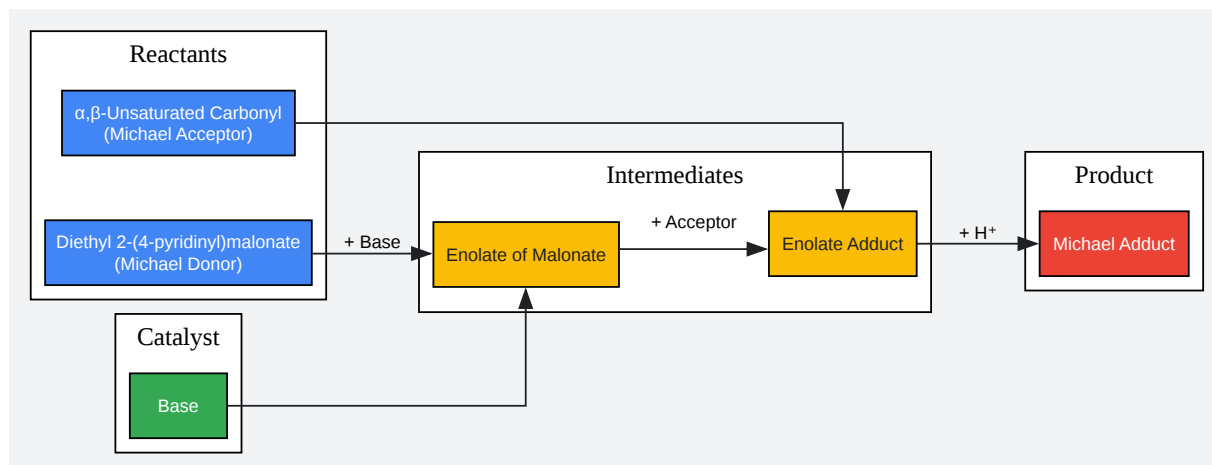 Reactants
α,β-Unsaturated Carbonyl
(Michael Acceptor)
Diethyl 2-(4-pyridinyl)malonate
(Michael Donor)
+ Base
Catalyst
Base
Intermediates
Enolate of Malonate
+ Acceptor
Enolate Adduct
+ H⁺
Product
Michael Adduct